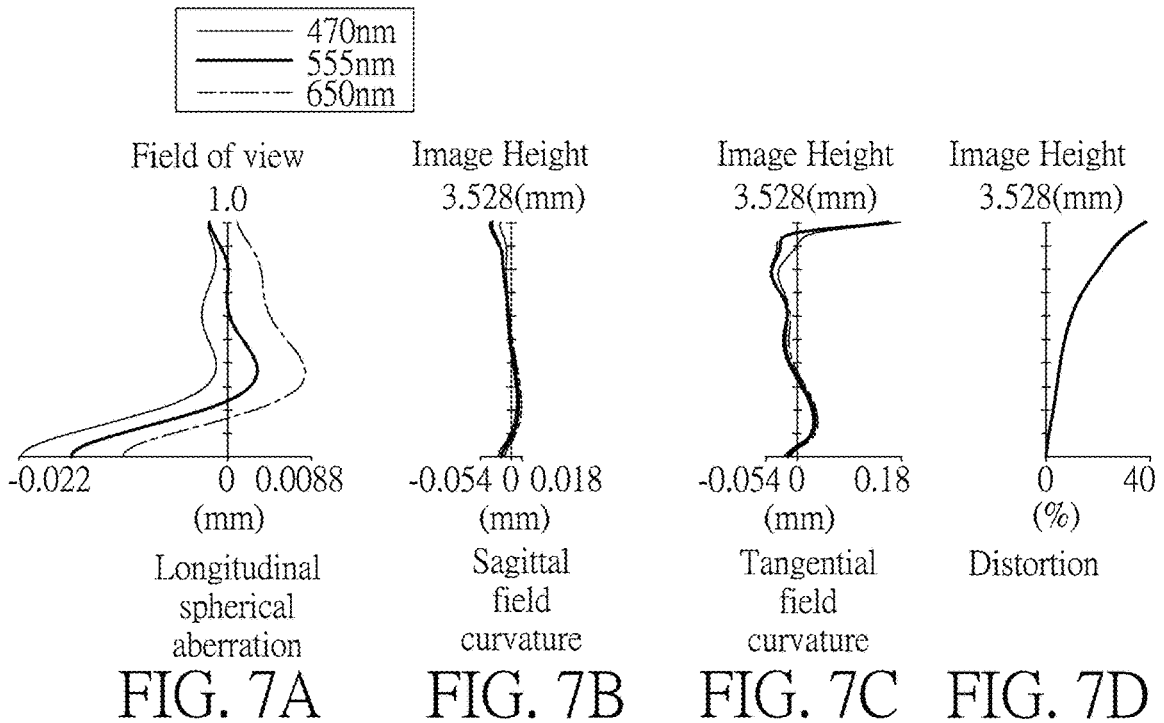 470nm
555nm
650nm
Field of view
1.0
-0.022 0 0.0088
(mm)
Longitudinal
spherical
aberration
FIG. 7A
Image Height
3.528(mm)
-0.054 0 0.018
(mm)
Sagittal
field
curvature
FIG. 7B
Image Height
3.528(mm)
-0.054 0 0.18
(mm)
Tangential
field
curvature
FIG. 7C
Image Height
3.528(mm)
0 40
(%)
Distortion
FIG. 7D